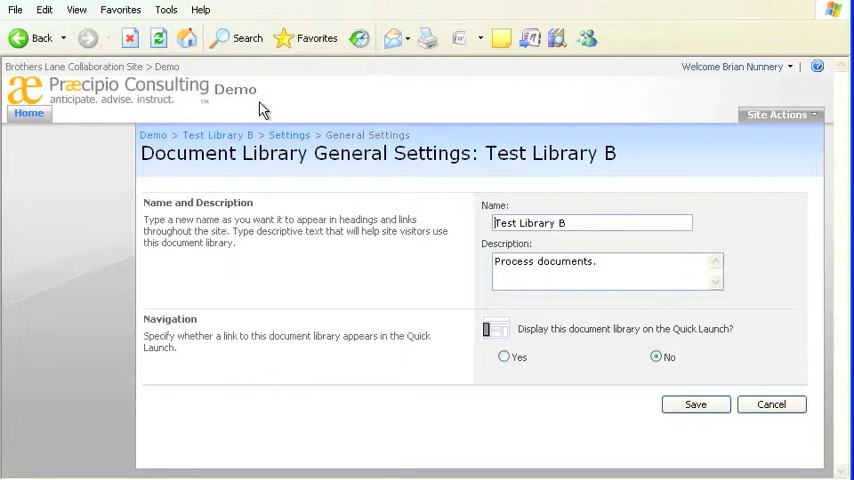 File Edit View Favorites Tools Help
Back Search Favorites
Brothers Lane Collaboration Site > Demo Welcome Brian Nunnery
æ Præcipio Consulting Demo
anticipate. advise. instruct. ™
Home Site Actions
Demo > Test Library B > Settings > General Settings
Document Library General Settings: Test Library B
Name and Description
Type a new name as you want it to appear in headings and links
throughout the site. Type descriptive text that will help site visitors
use this document library.
Name:
Test Library B
Description:
Process documents.
Navigation
Specify whether a link to this document library appears in the Quick
Launch.
Display this document library on the Quick Launch?
Yes No
Save Cancel